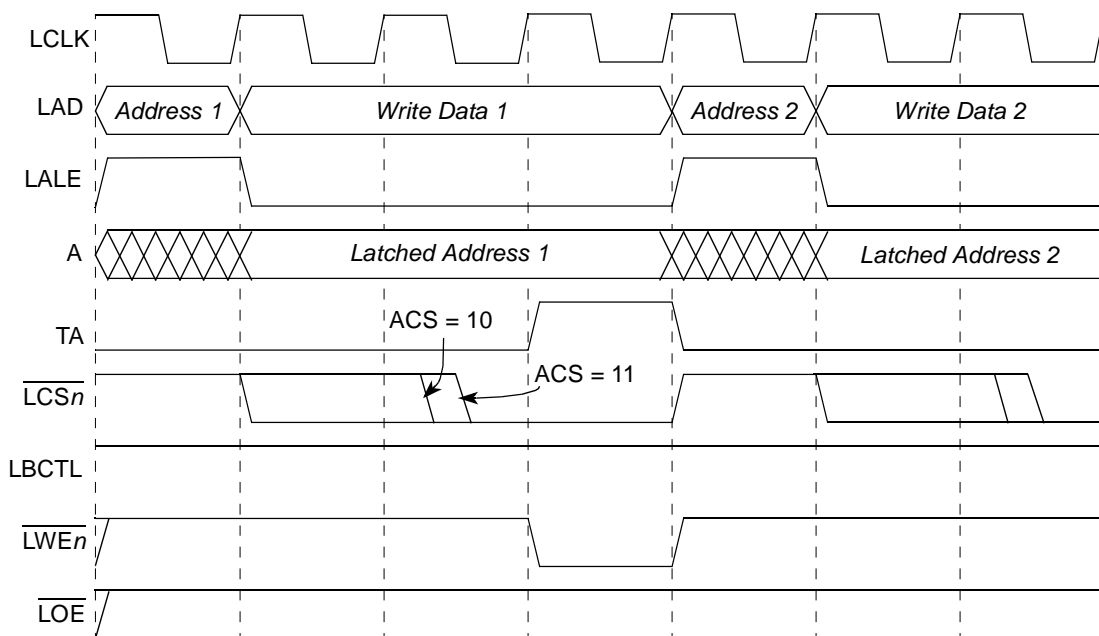 LCLK
LAD Address 1 Write Data 1 Address 2 Write Data 2
LALE
A Latched Address 1 Latched Address 2
TA ACS = 10
LCSn ACS = 11
LBCTL
LWEn
LOE